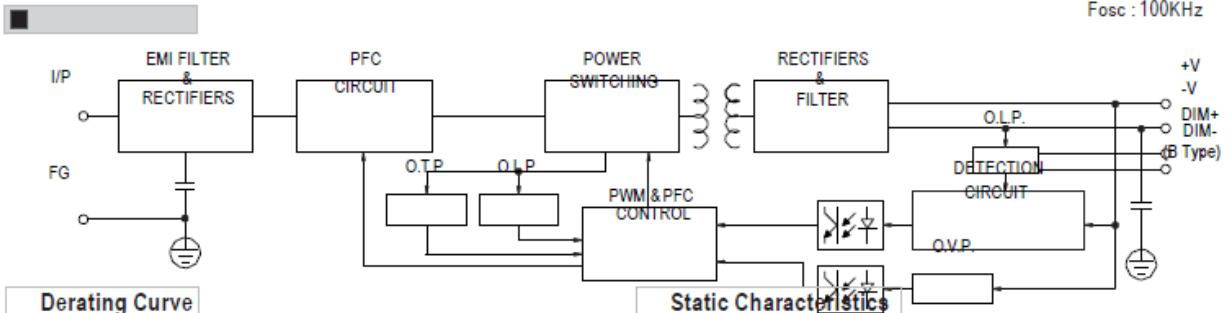 Fosc : 100KHz
I/P
EMI FILTER
&
RECTIFIERS
PFC
CIRCUIT
POWER
SWITCHING
RECTIFIERS
&
FILTER
+V
-V
DIM+
DIM-
(B Type)
O.L.P.
FG
O.T.P.
O.L.P.
DETECTION
CIRCUIT
PWM & PFC
CONTROL
O.V.P.
Derating Curve
Static Characteristics